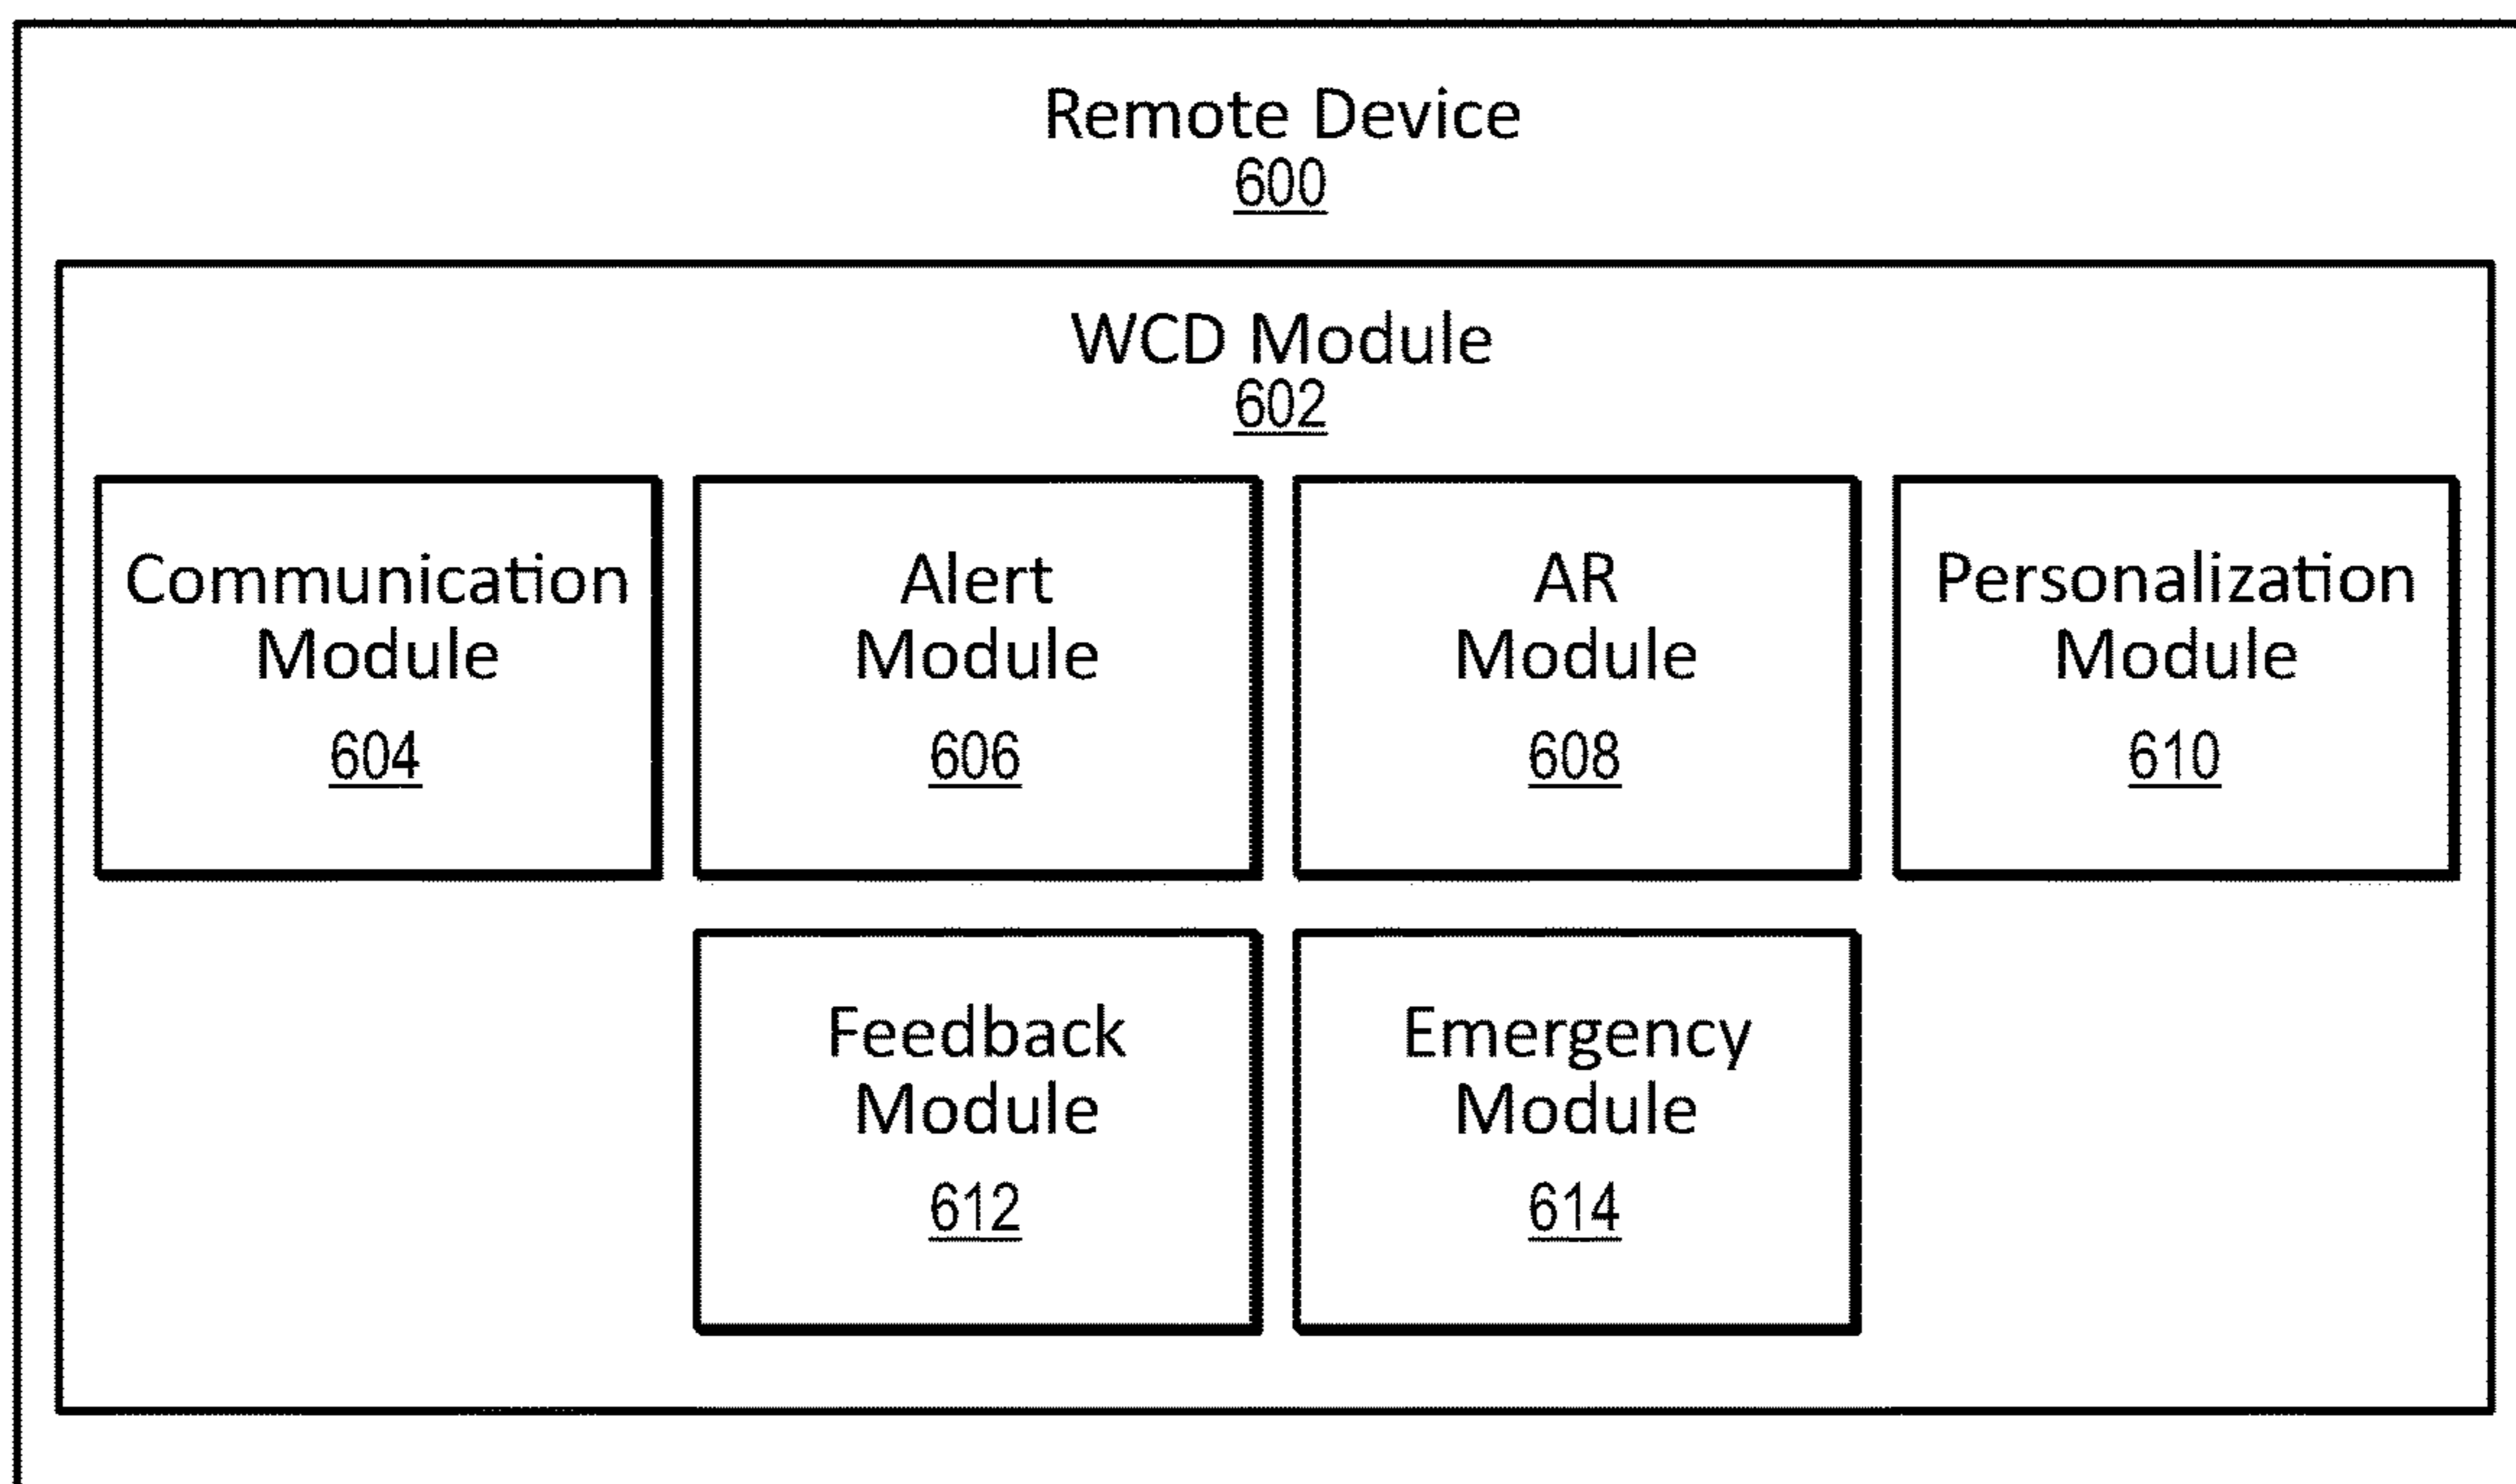 Remote Device
600
WCD Module
602
Communication
Module
604
Alert
Module
606
AR
Module
608
Personalization
Module
610
Feedback
Module
612
Emergency
Module
614